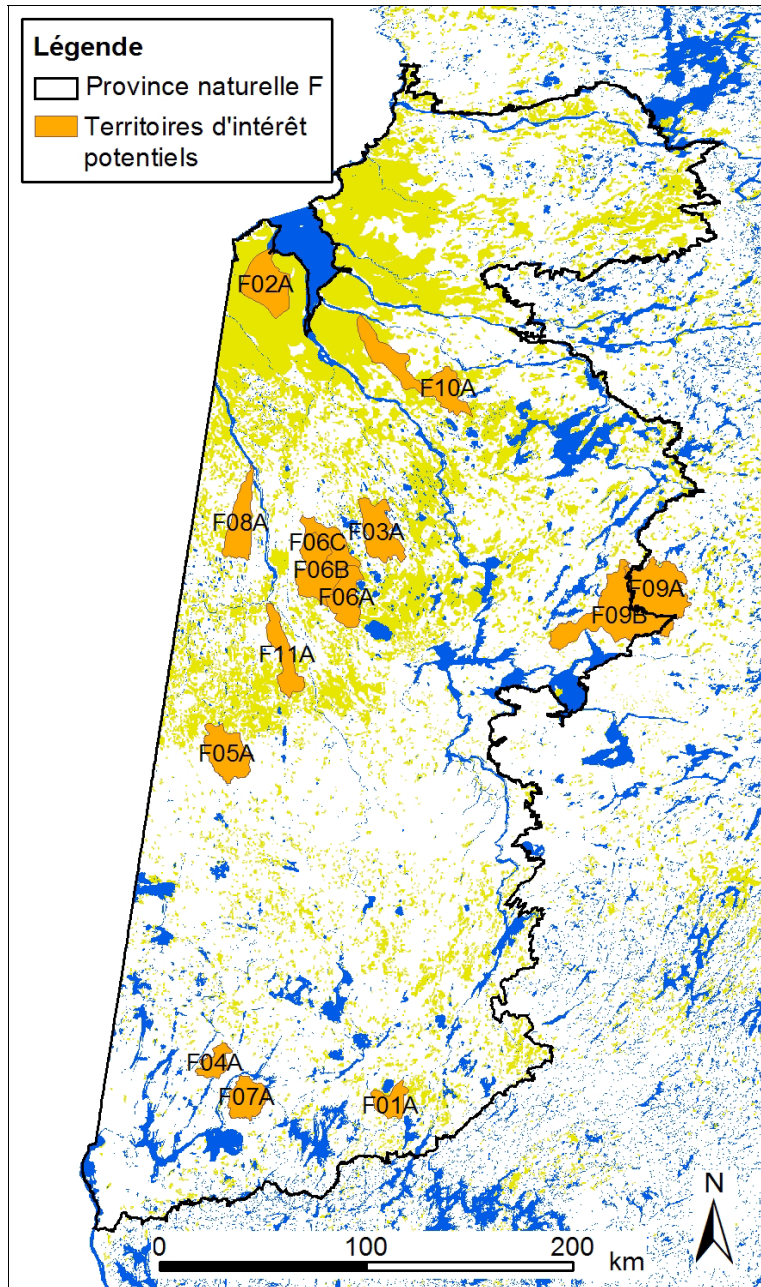 Légende
Province naturelle F
Territoires d'intérêt
potentiels
F02A
F10A
F08A
F03A
F06C
F06B
F06A
F09A
F09B
F11A
F05A
F04A
F07A
F01A
N
0 100 200 km